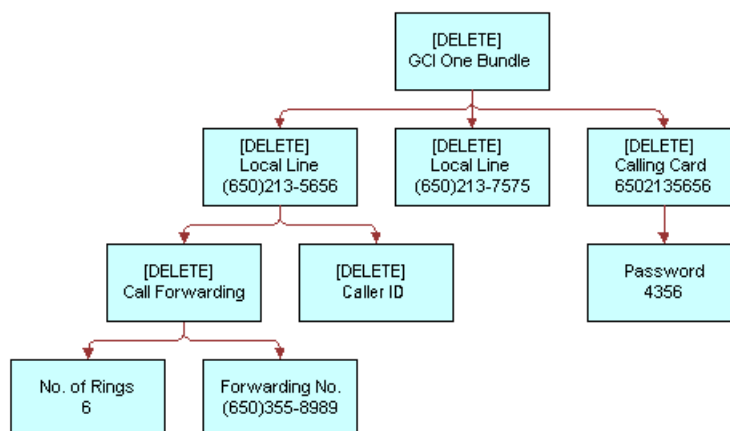 [DELETE]
GCI One Bundle
[DELETE]
Local Line
(650)213-5656
[DELETE]
Local Line
(650)213-7575
[DELETE]
Calling Card
6502135656
[DELETE]
Call Forwarding
[DELETE]
Caller ID
Password
4356
No. of Rings
6
Forwarding No.
(650)355-8989